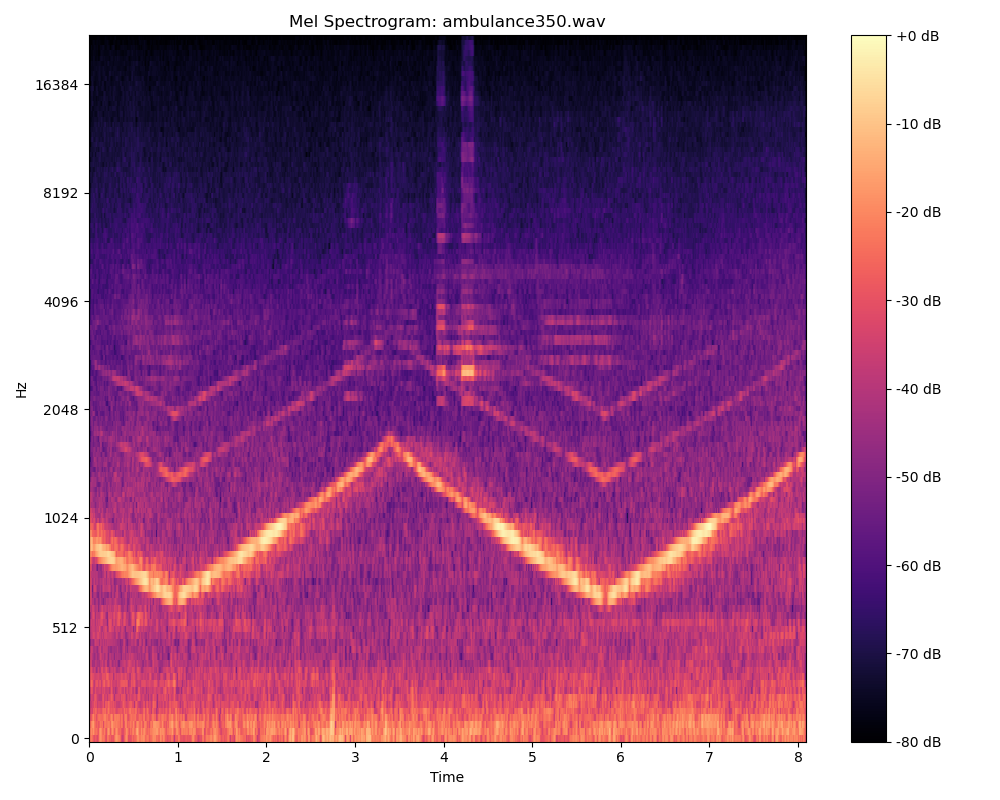 Mel Spectrogram: ambulance350.wav
+0 dB
16384
-10 dB
8192
-20 dB
4096
-30 dB
Hz
2048
-40 dB
-50 dB
1024
-60 dB
512
-70 dB
0
-80 dB
0 1 2 3 4 5 6 7 8
Time